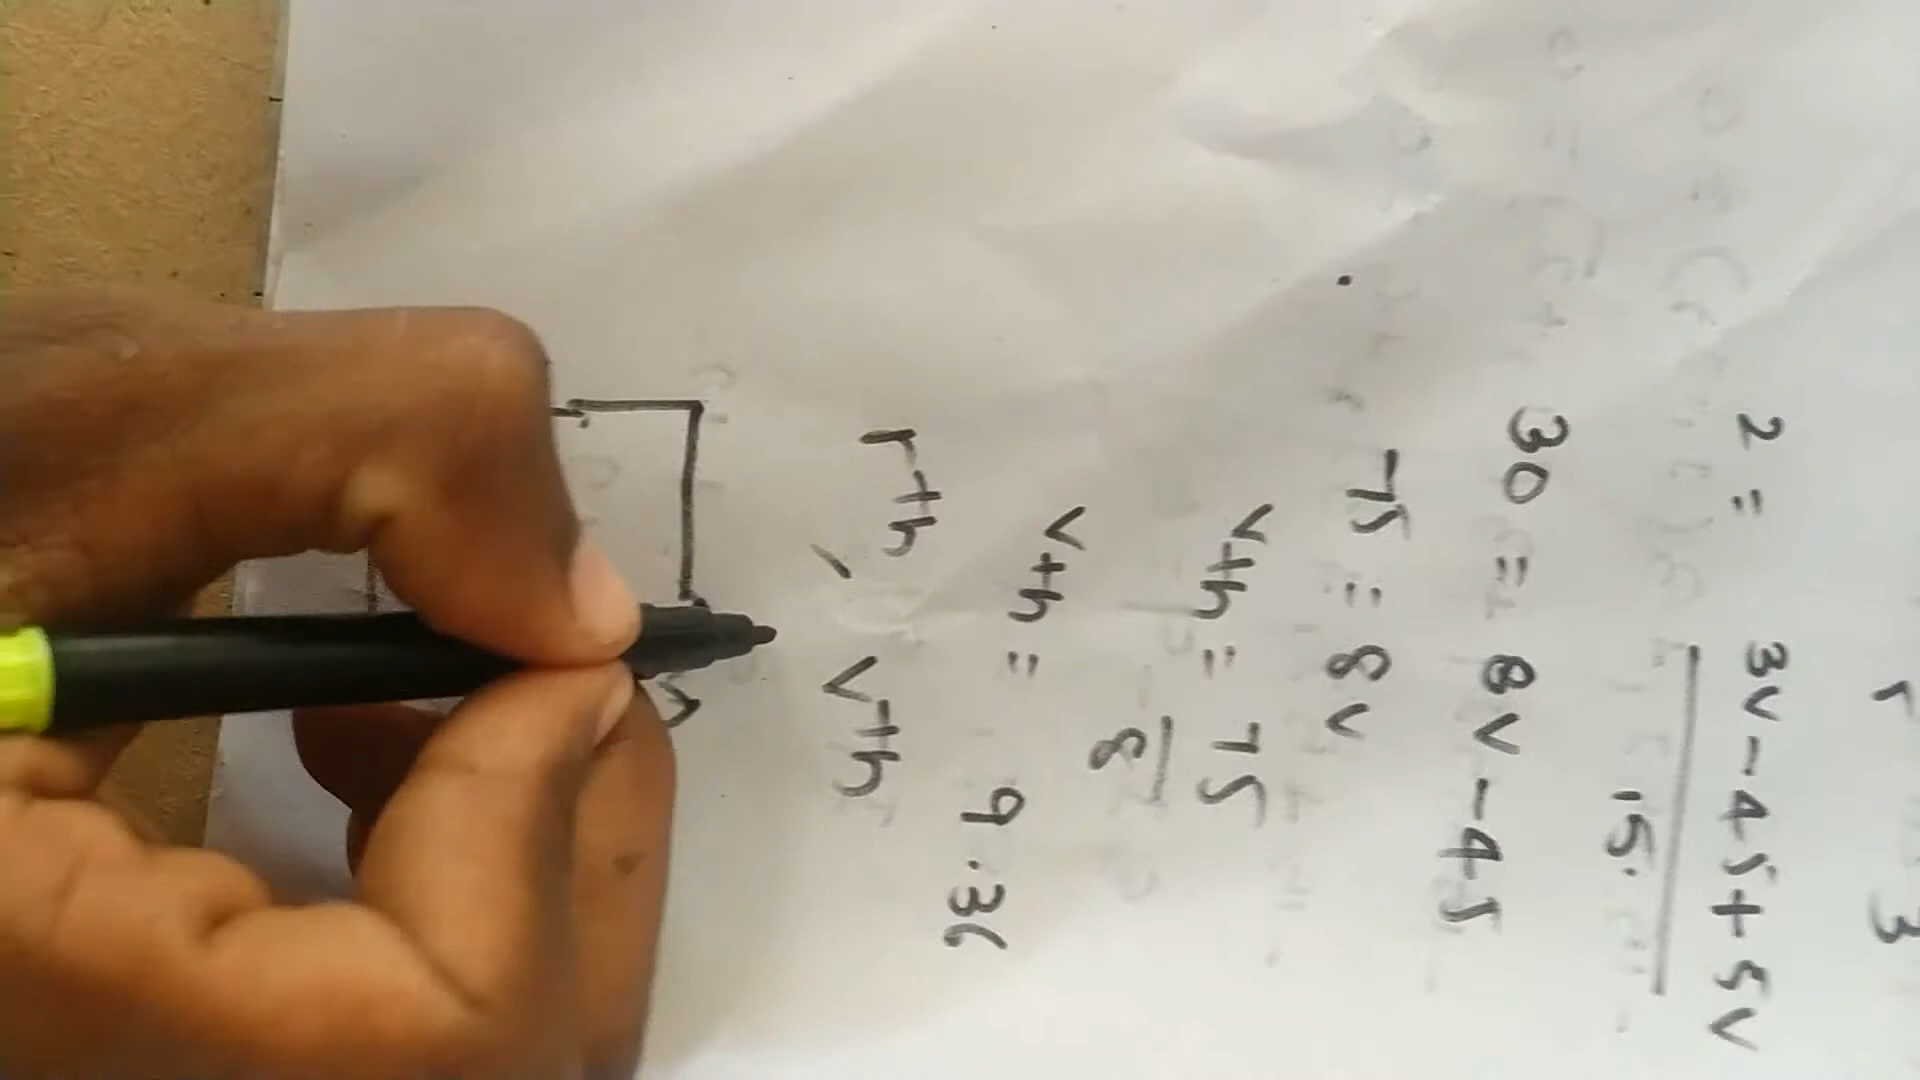 2 = 3V-45+5V
15.
30 = 8V-45
75 = 8V
Vth = 75
8
Vth = 9.36
rth, Vth